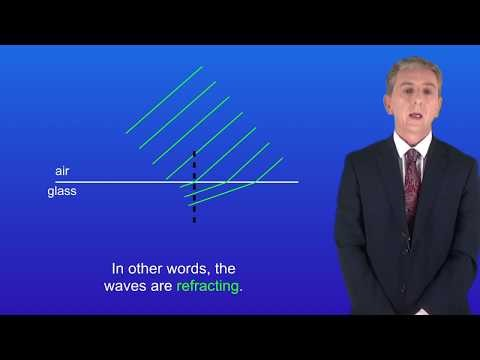 air
glass
In other words, the
waves are refracting.